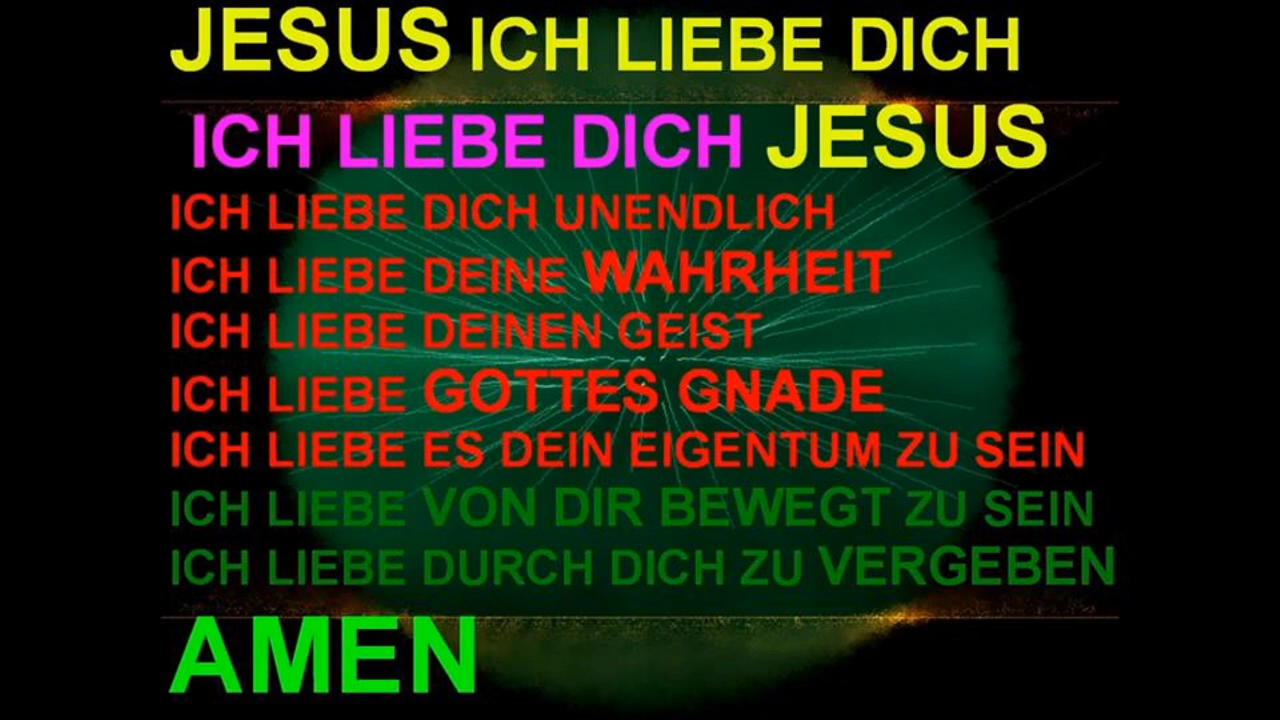 JESUS ICH LIEBE DICH
ICH LIEBE DICH JESUS
ICH LIEBE DICH UNENDLICH
ICH LIEBE DEINE WAHRHEIT
ICH LIEBE DEINEN GEIST
ICH LIEBE GOTTES GNADE
ICH LIEBE ES DEIN EIGENTUM ZU SEIN
ICH LIEBE VON DIR BEWEGT ZU SEIN
ICH LIEBE DURCH DICH ZU VERGEBEN
AMEN